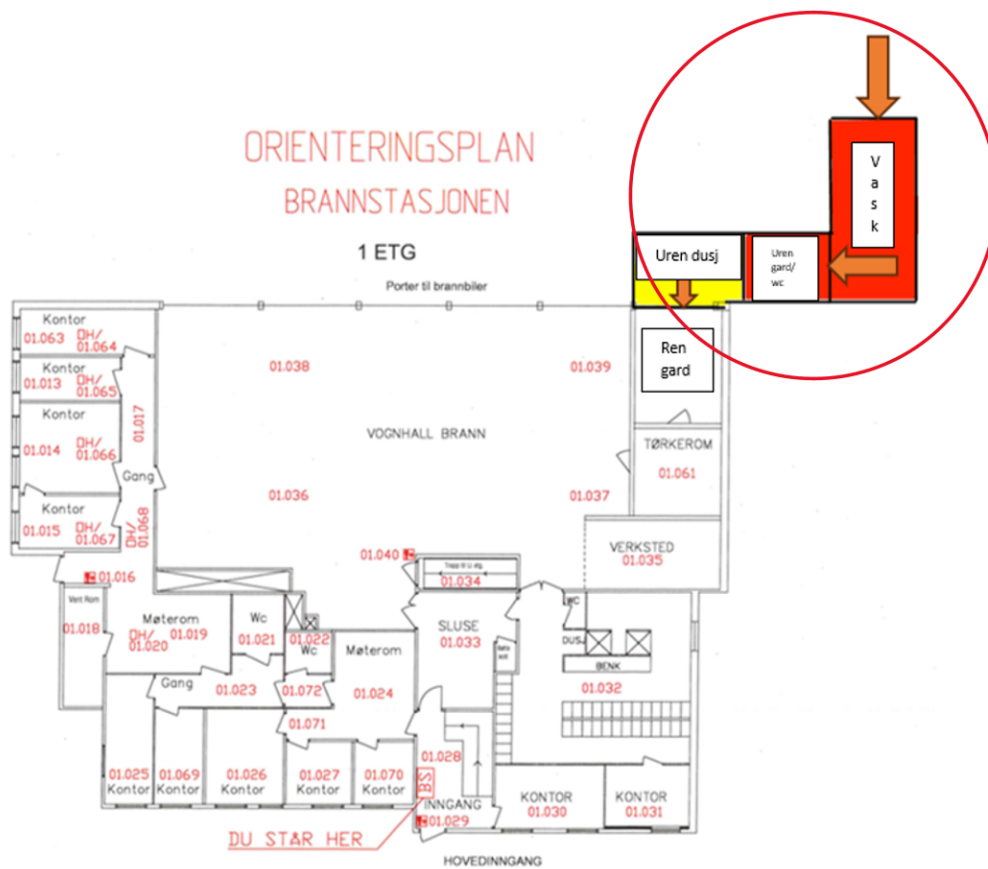 ORIENTERINGSPLAN
BRANNSTASJONEN
1 ETG
Porter til brannbiler
V
a
s
k
Uren dusj
Uren
gard/
wc
Ren
gard
Kontor
01.063
DH/
01.064
Kontor
01.013
DH/
01.065
Kontor
01.014
DH/
01.066
01.017
Gang
Kontor
01.015
DH/
01.067
DH/
01.068
01.038
01.039
VOGNHALL BRANN
01.036
01.037
TØRKEROM
01.061
VERKSTED
01.035
01.040
Trapp til U. etg.
01.034
01.016
Vent Rom
01.018
Møterom
DH/
01.020
01.019
Wc
01.021
01.022
Wc
Møterom
01.024
SLUSE
01.033
WC
DUSJ
BENK
01.032
Gang
01.023
01.072
01.071
01.028
01.025
Kontor
01.069
Kontor
01.026
Kontor
01.027
Kontor
01.070
Kontor
BS
INNGANG
01.029
KONTOR
01.030
KONTOR
01.031
DU STÅR HER
HOVEDINNGANG